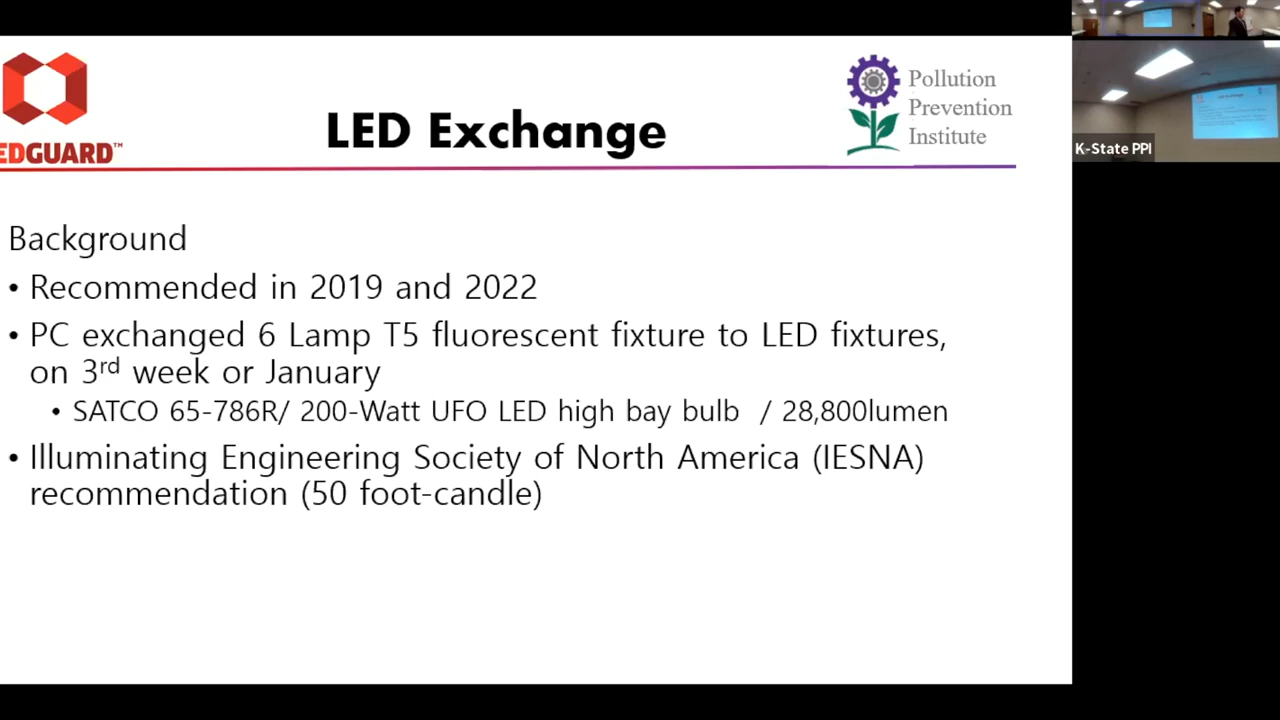 EDGUARD™
LED Exchange
Pollution
Prevention
Institute
K-State PPI
Background
• Recommended in 2019 and 2022
• PC exchanged 6 Lamp T5 fluorescent fixture to LED fixtures,
on 3rd week or January
• SATCO 65-786R/ 200-Watt UFO LED high bay bulb / 28,800lumen
• Illuminating Engineering Society of North America (IESNA)
recommendation (50 foot-candle)